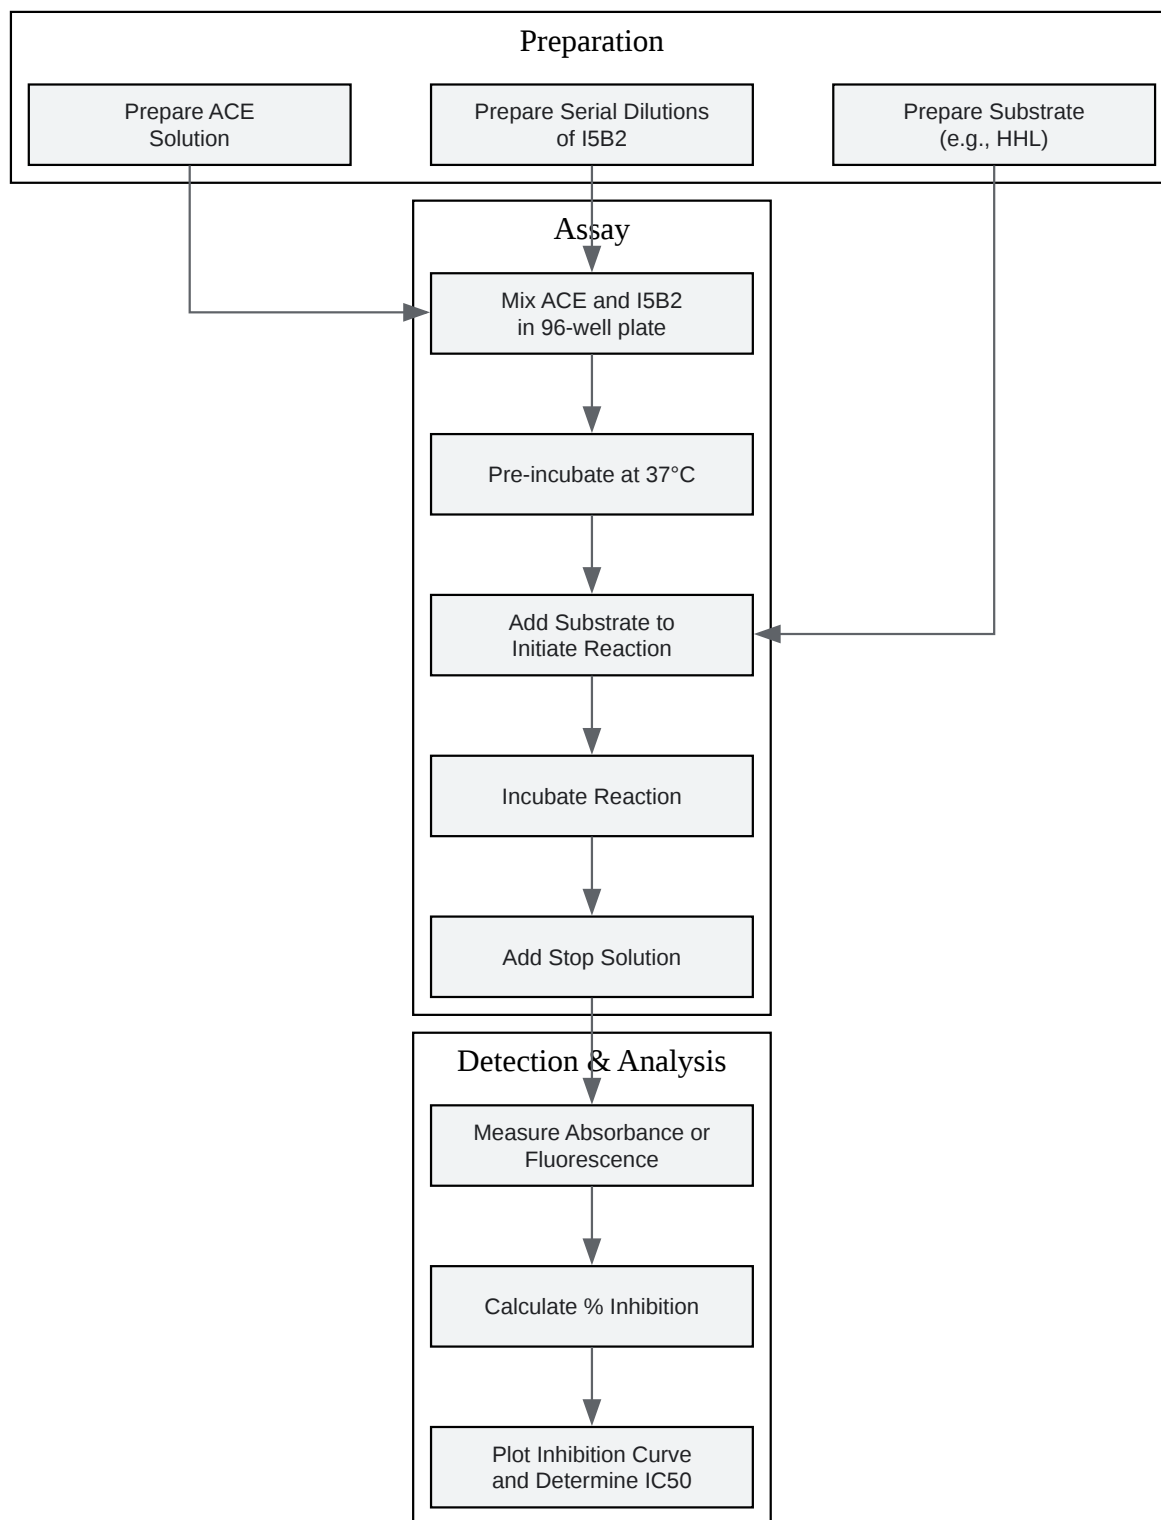 Preparation
Prepare ACE
Solution
Prepare Serial Dilutions
of I5B2
Prepare Substrate
(e.g., HHL)
Assay
Mix ACE and I5B2
in 96-well plate
Pre-incubate at 37°C
Add Substrate to
Initiate Reaction
Incubate Reaction
Add Stop Solution
Detection & Analysis
Measure Absorbance or
Fluorescence
Calculate % Inhibition
Plot Inhibition Curve
and Determine IC50